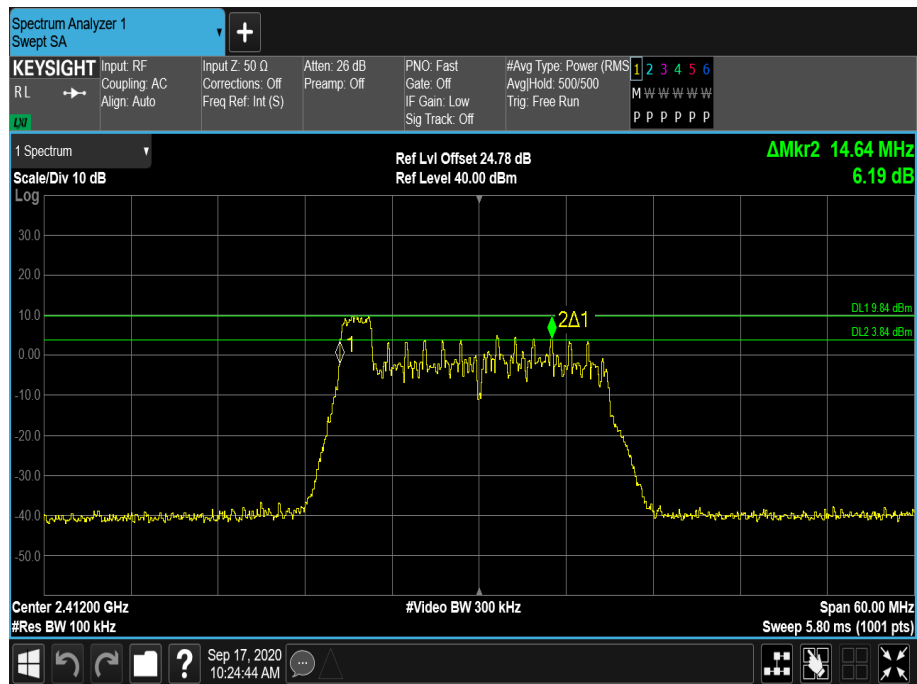 Spectrum Analyzer 1
Swept SA
+
KEYSIGHT
R L
LXI
Input: RF
Coupling: AC
Align: Auto
Input Z: 50 Ω
Corrections: Off
Freq Ref: Int (S)
Atten: 26 dB
Preamp: Off
PNO: Fast
Gate: Off
IF Gain: Low
Sig Track: Off
#Avg Type: Power (RMS
Avg|Hold: 500/500
Trig: Free Run
1 2 3 4 5 6
M W W W W W
P P P P P P
1 Spectrum
Scale/Div 10 dB
Log
Ref Lvl Offset 24.78 dB
Ref Level 40.00 dBm
ΔMkr2 14.64 MHz
6.19 dB
30.0
20.0
10.0
0.00
-10.0
-20.0
-30.0
-40.0
-50.0
DL1 9.84 dBm
DL2 3.84 dBm
2Δ1
1
Center 2.41200 GHz
#Res BW 100 kHz
#Video BW 300 kHz
Span 60.00 MHz
Sweep 5.80 ms (1001 pts)
?
Sep 17, 2020
10:24:44 AM